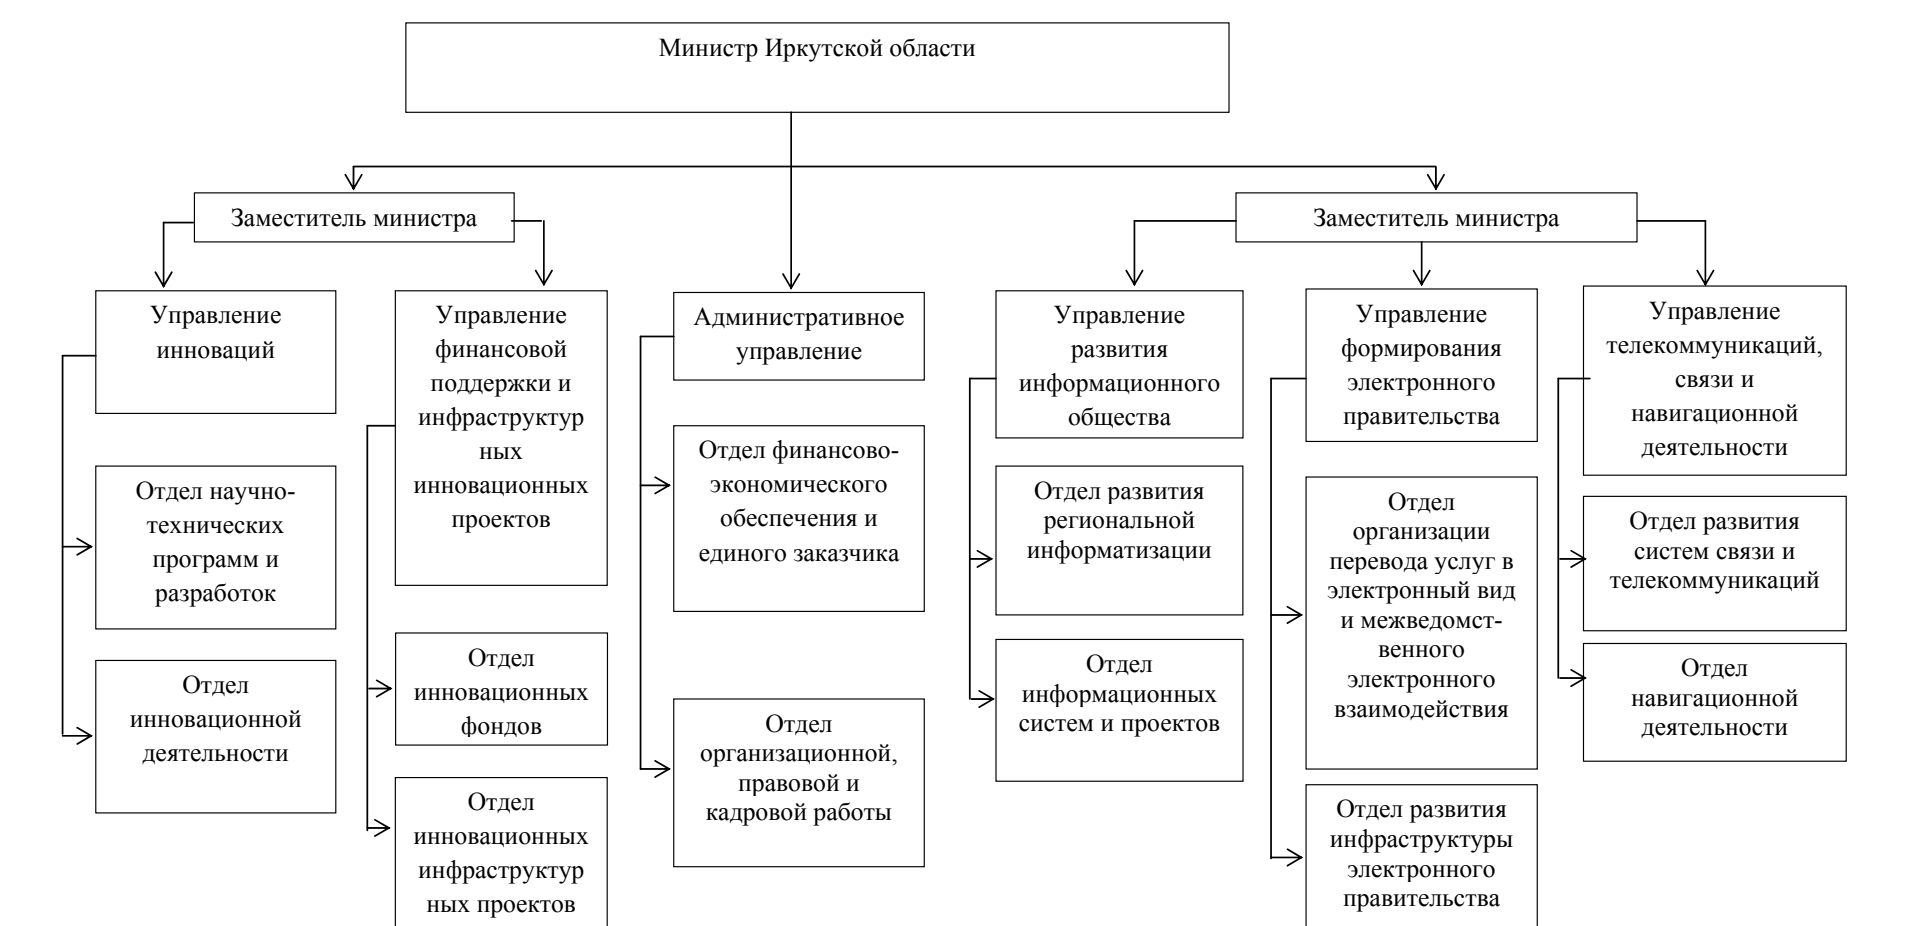 Министр Иркутской области
Заместитель министра
Заместитель министра
Управление
инноваций
Отдел научно-
технических
программ и
разработок
Отдел
инновационной
деятельности
Управление
финансовой
поддержки и
инфраструктур
ных
инновационных
проектов
Отдел
инновационных
фондов
Отдел
инновационных
инфраструктур
ных проектов
Административное
управление
Отдел финансово-
экономического
обеспечения и
единого заказчика
Отдел
организационной,
правовой и
кадровой работы
Управление
развития
информационного
общества
Отдел развития
региональной
информатизации
Отдел
информационных
систем и проектов
Управление
формирования
электронного
правительства
Отдел
организации
перевода услуг в
электронный вид
и межведомст-
венного
электронного
взаимодействия
Отдел развития
инфраструктуры
электронного
правительства
Управление
телекоммуникаций,
связи и
навигационной
деятельности
Отдел развития
систем связи и
телекоммуникаций
Отдел
навигационной
деятельности